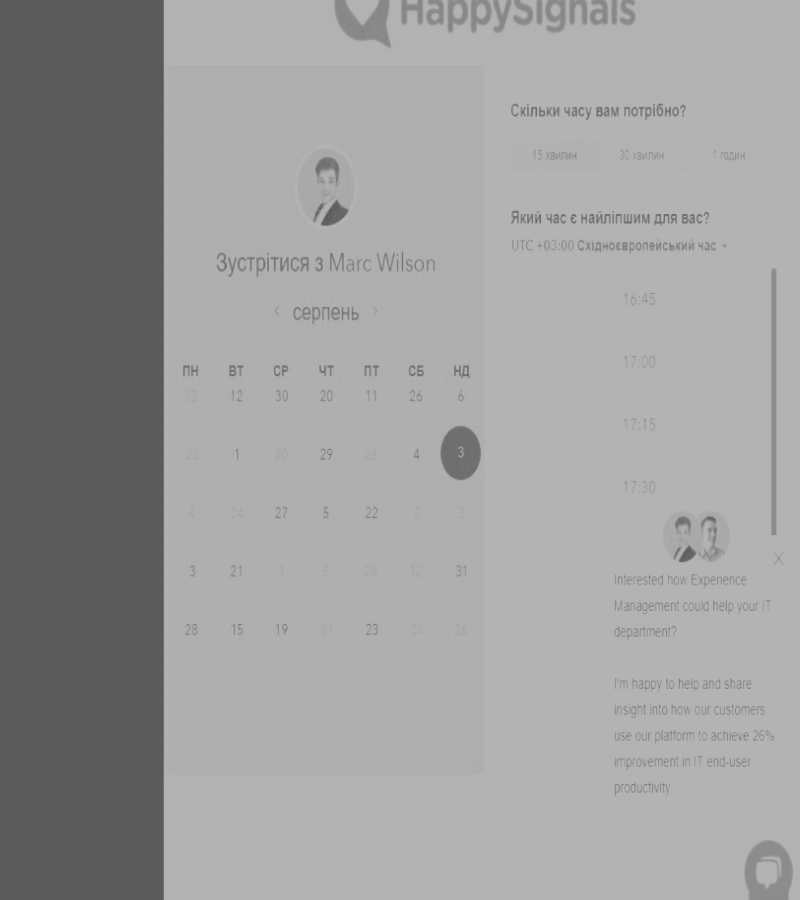 HappySignals
Зустрітися з Marc Wilson
серпень
ПН ВТ СР ЧТ ПТ СБ НД
12 30 20 11 26 6
1 20 29 26 4 3
4 24 27 5 22 2 3
3 21 1 5 28 12 31
28 15 19 31 23 24 26
Скільки часу вам потрібно?
15 хвилин 30 хвилин 1 годин
Який час є найліпшим для вас?
UTC +03:00 Східноєвропейський час
16:45
17:00
17:15
17:30
Interested how Experience
Management could help your IT
department?
I'm happy to help and share
insight into how our customers
use our platform to achieve 26%
improvement in IT end-user
productivity.